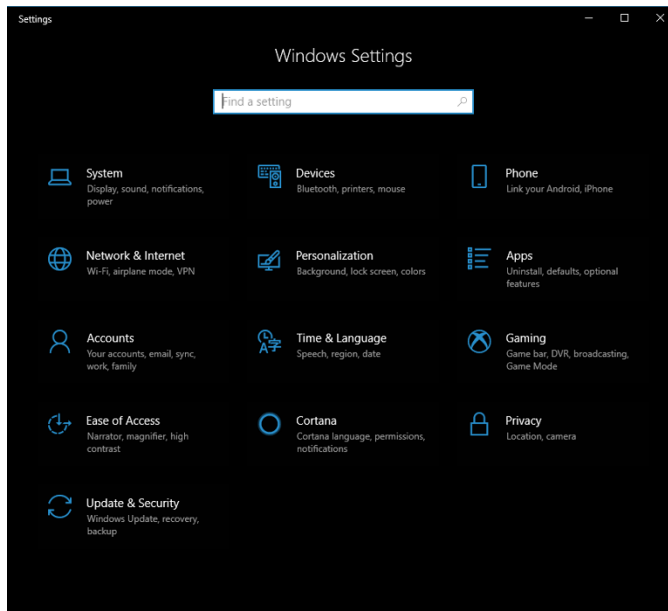 Settings
Windows Settings
Find a setting
System
Display, sound, notifications,
power
Devices
Bluetooth, printers, mouse
Phone
Link your Android, iPhone
Network & Internet
Wi-Fi, airplane mode, VPN
Personalization
Background, lock screen, colors
Apps
Uninstall, defaults, optional
features
Accounts
Your accounts, email, sync,
work, family
Time & Language
Speech, region, date
Gaming
Game bar, DVR, broadcasting,
Game Mode
Ease of Access
Narrator, magnifier, high
contrast
Cortana
Cortana language, permissions,
notifications
Privacy
Location, camera
Update & Security
Windows Update, recovery,
backup